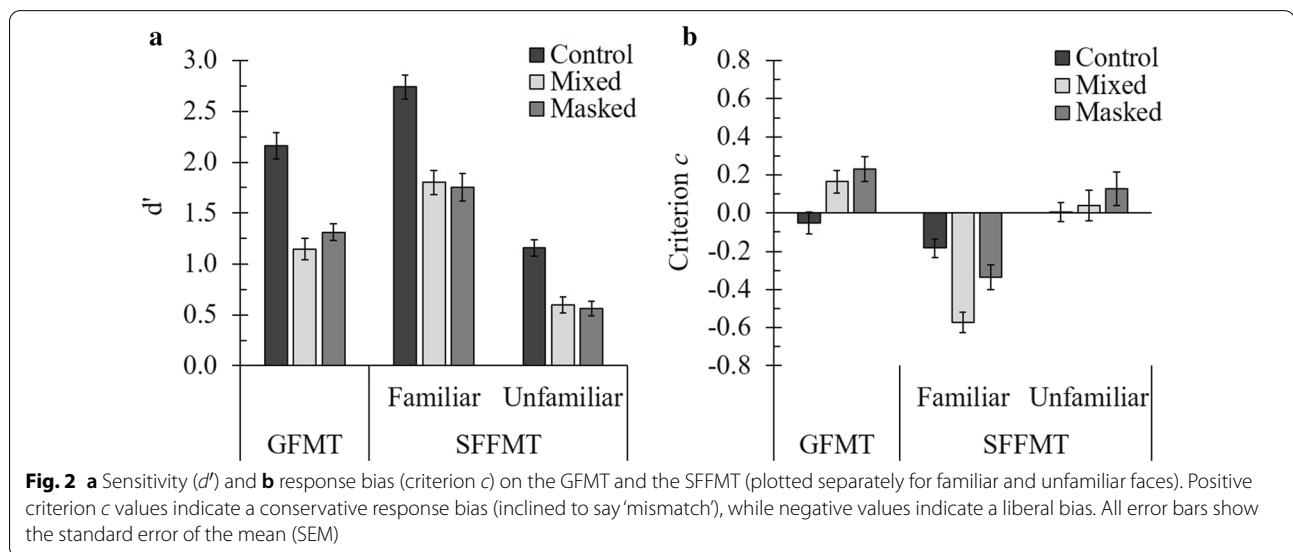 a
3.0
2.5
2.0
1.5
1.0
0.5
0.0
d'
Control
Mixed
Masked
Familiar Unfamiliar
GFMT SFFMT
b
0.8
0.6
0.4
0.2
0.0
-0.2
-0.4
-0.6
-0.8
Criterion c
Control
Mixed
Masked
Familiar Unfamiliar
GFMT SFFMT
Fig. 2 a Sensitivity (d′) and b response bias (criterion c) on the GFMT and the SFFMT (plotted separately for familiar and unfamiliar faces). Positive
criterion c values indicate a conservative response bias (inclined to say ‘mismatch’), while negative values indicate a liberal bias. All error bars show
the standard error of the mean (SEM)